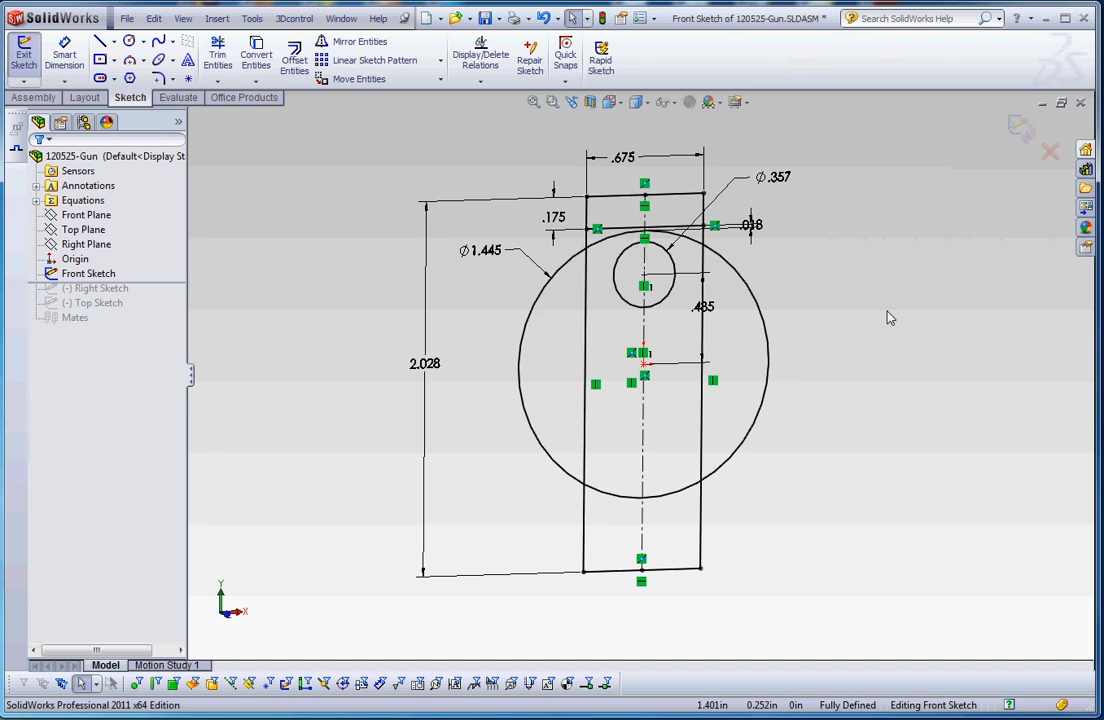 SolidWorks File Edit View Insert Tools 3Dcontrol Window Help Front Sketch of 120525-Gun.SLDASM * Search SolidWorks Help
Exit Sketch
Smart Dimension
Trim Entities
Convert Entities
Offset Entities
Mirror Entities
Linear Sketch Pattern
Move Entities
Display/Delete Relations
Repair Sketch
Quick Snaps
Rapid Sketch
Assembly Layout Sketch Evaluate Office Products
120525-Gun (Default<Display St
Sensors
Annotations
Equations
Front Plane
Top Plane
Right Plane
Origin
Front Sketch
(-) Right Sketch
(-) Top Sketch
Mates
.675
Ø.357
.175
.018
Ø1.445
1
.485
1
2.028
Y
X
Model Motion Study 1
SolidWorks Professional 2011 x64 Edition 1.401in 0.252in 0in Fully Defined Editing Front Sketch